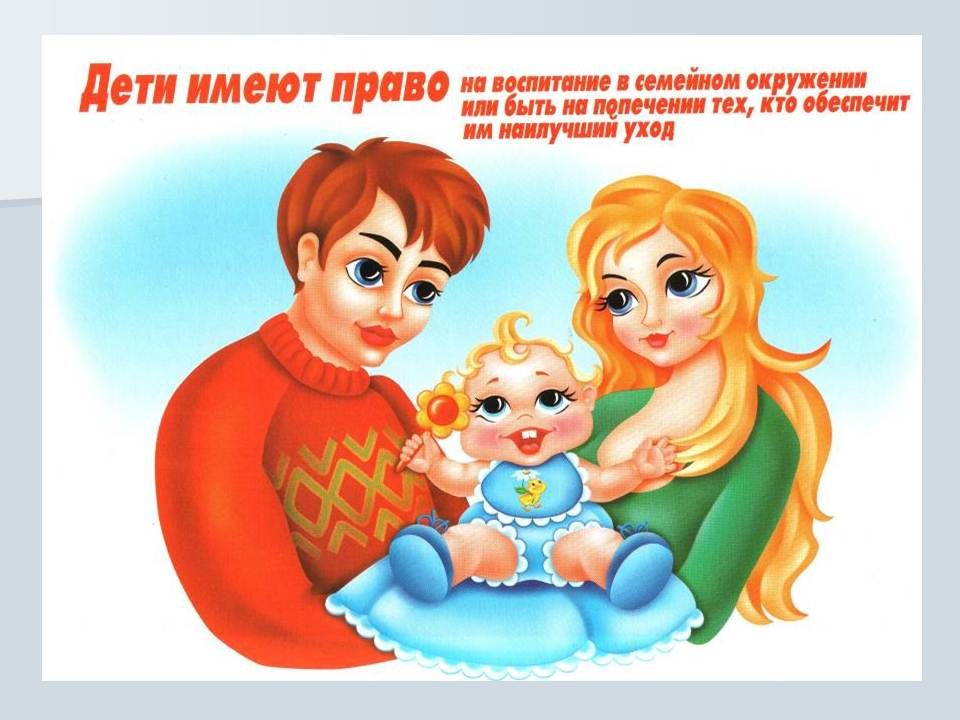 Дети имеют право
на воспитание в семейном окружении
или быть на попечении тех, кто обеспечит
им наилучший уход